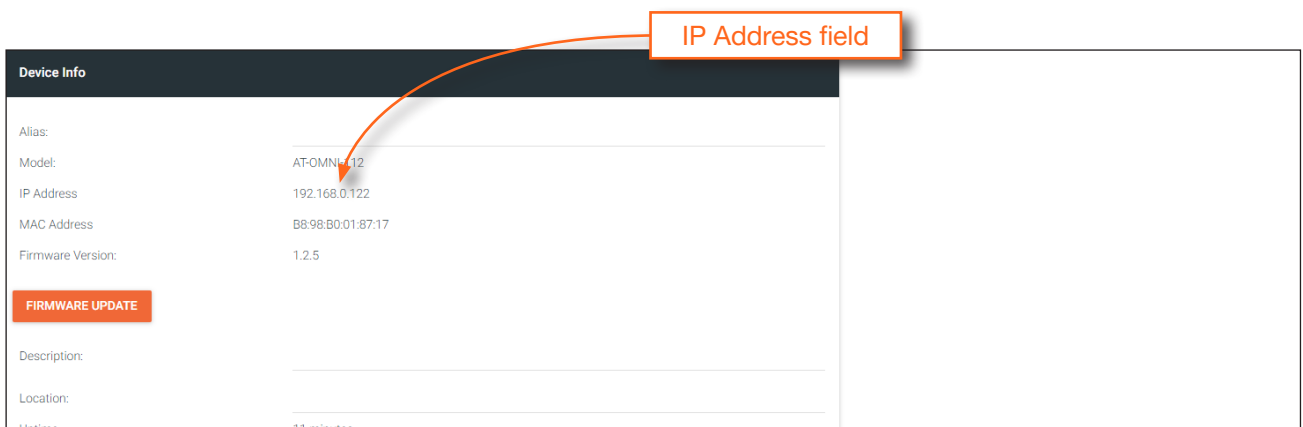 IP Address field
Device Info
Alias:
Model: AT-OMNI-112
IP Address 192.168.0.122
MAC Address B8:98:B0:01:87:17
Firmware Version: 1.2.5
FIRMWARE UPDATE
Description:
Location: